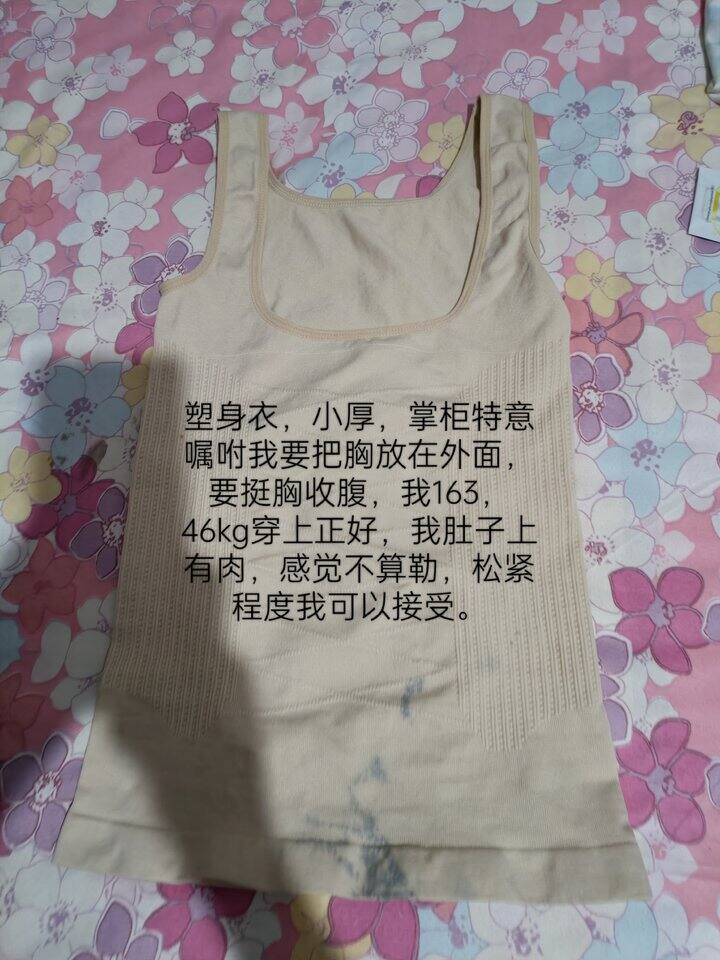 塑身衣，小厚，掌柜特意
嘱咐我要把胸放在外面，
要挺胸收腹，我163，
46kg穿上正好，我肚子上
有肉，感觉不算勒，松紧
程度我可以接受。